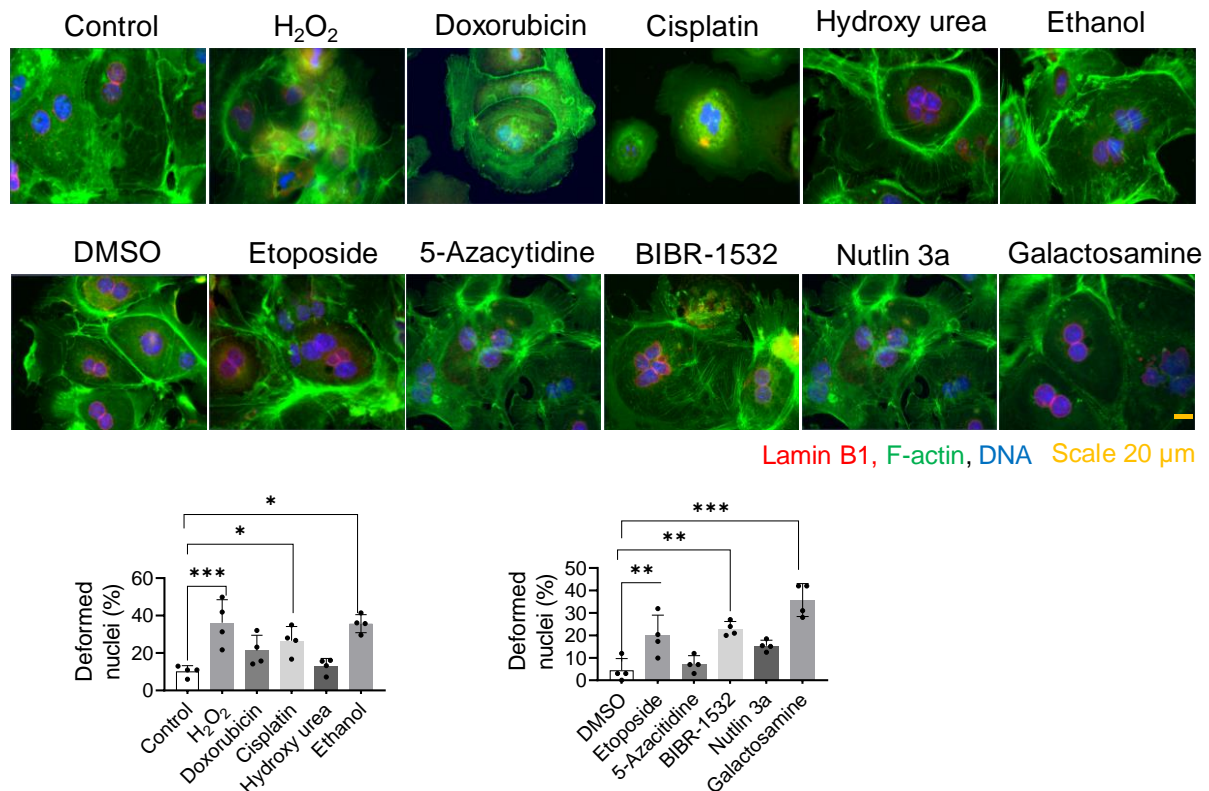 Control H₂O₂ Doxorubicin Cisplatin Hydroxy urea Ethanol
DMSO Etoposide 5-Azacytidine BIBR-1532 Nutlin 3a Galactosamine
Lamin B1, F-actin, DNA Scale 20 µm
*
*
***
Deformed
nuclei (%)
60
40
20
0
Control
H₂O₂
Doxorubicin
Cisplatin
Hydroxy urea
Ethanol
***
**
**
Deformed
nuclei (%)
50
40
30
20
10
0
DMSO
Etoposide
5-Azacitidine
BIBR-1532
Nutlin 3a
Galactosamine